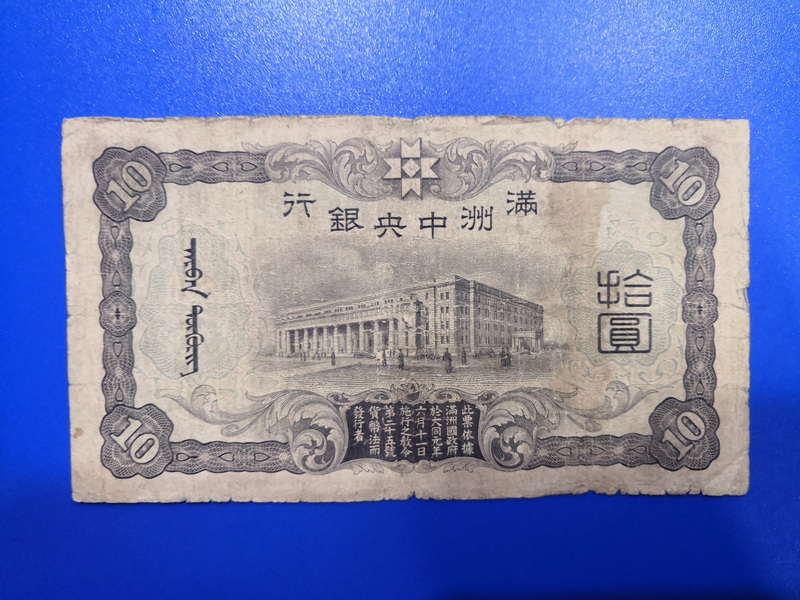 10
10
滿洲中央銀行
拾圓
此票依據
滿洲國政府
於大同元年
六月十一日
施行之敎令
第二十五號
貨幣法而
發行者
10
10